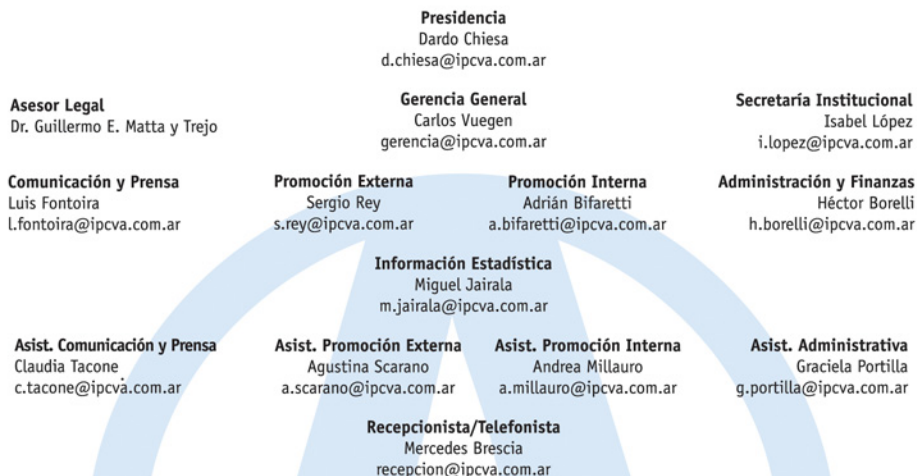 Presidencia
Dardo Chiesa
d.chiesa@ipcva.com.ar
Asesor Legal
Dr. Guillermo E. Matta y Trejo
Gerencia General
Carlos Vuegen
gerencia@ipcva.com.ar
Secretaría Institucional
Isabel López
i.lopez@ipcva.com.ar
Comunicación y Prensa
Luis Fontoira
l.fontoira@ipcva.com.ar
Promoción Externa
Sergio Rey
s.rey@ipcva.com.ar
Promoción Interna
Adrián Bifaretti
a.bifaretti@ipcva.com.ar
Administración y Finanzas
Héctor Borelli
h.borelli@ipcva.com.ar
Información Estadística
Miguel Jairala
m.jairala@ipcva.com.ar
Asist. Comunicación y Prensa
Claudia Tacone
c.tacone@ipcva.com.ar
Asist. Promoción Externa
Agustina Scarano
a.scarano@ipcva.com.ar
Asist. Promoción Interna
Andrea Millauro
a.millauro@ipcva.com.ar
Asist. Administrativa
Graciela Portilla
g.portilla@ipcva.com.ar
Recepcionista/Telefonista
Mercedes Brescia
recepcion@ipcva.com.ar